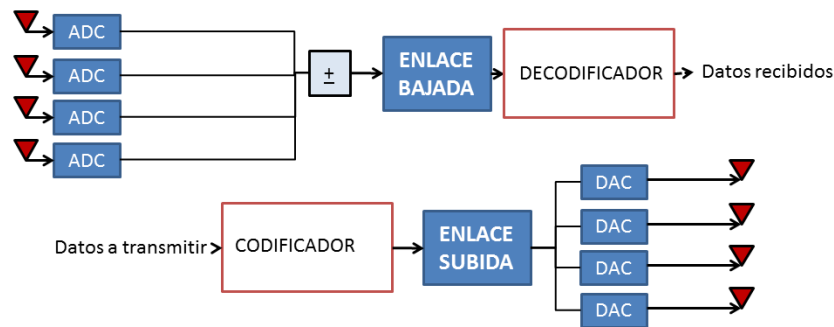 ADC
ADC
ADC
ADC
±
ENLACE
BAJADA
DECODIFICADOR
Datos recibidos
Datos a transmitir
CODIFICADOR
ENLACE
SUBIDA
DAC
DAC
DAC
DAC